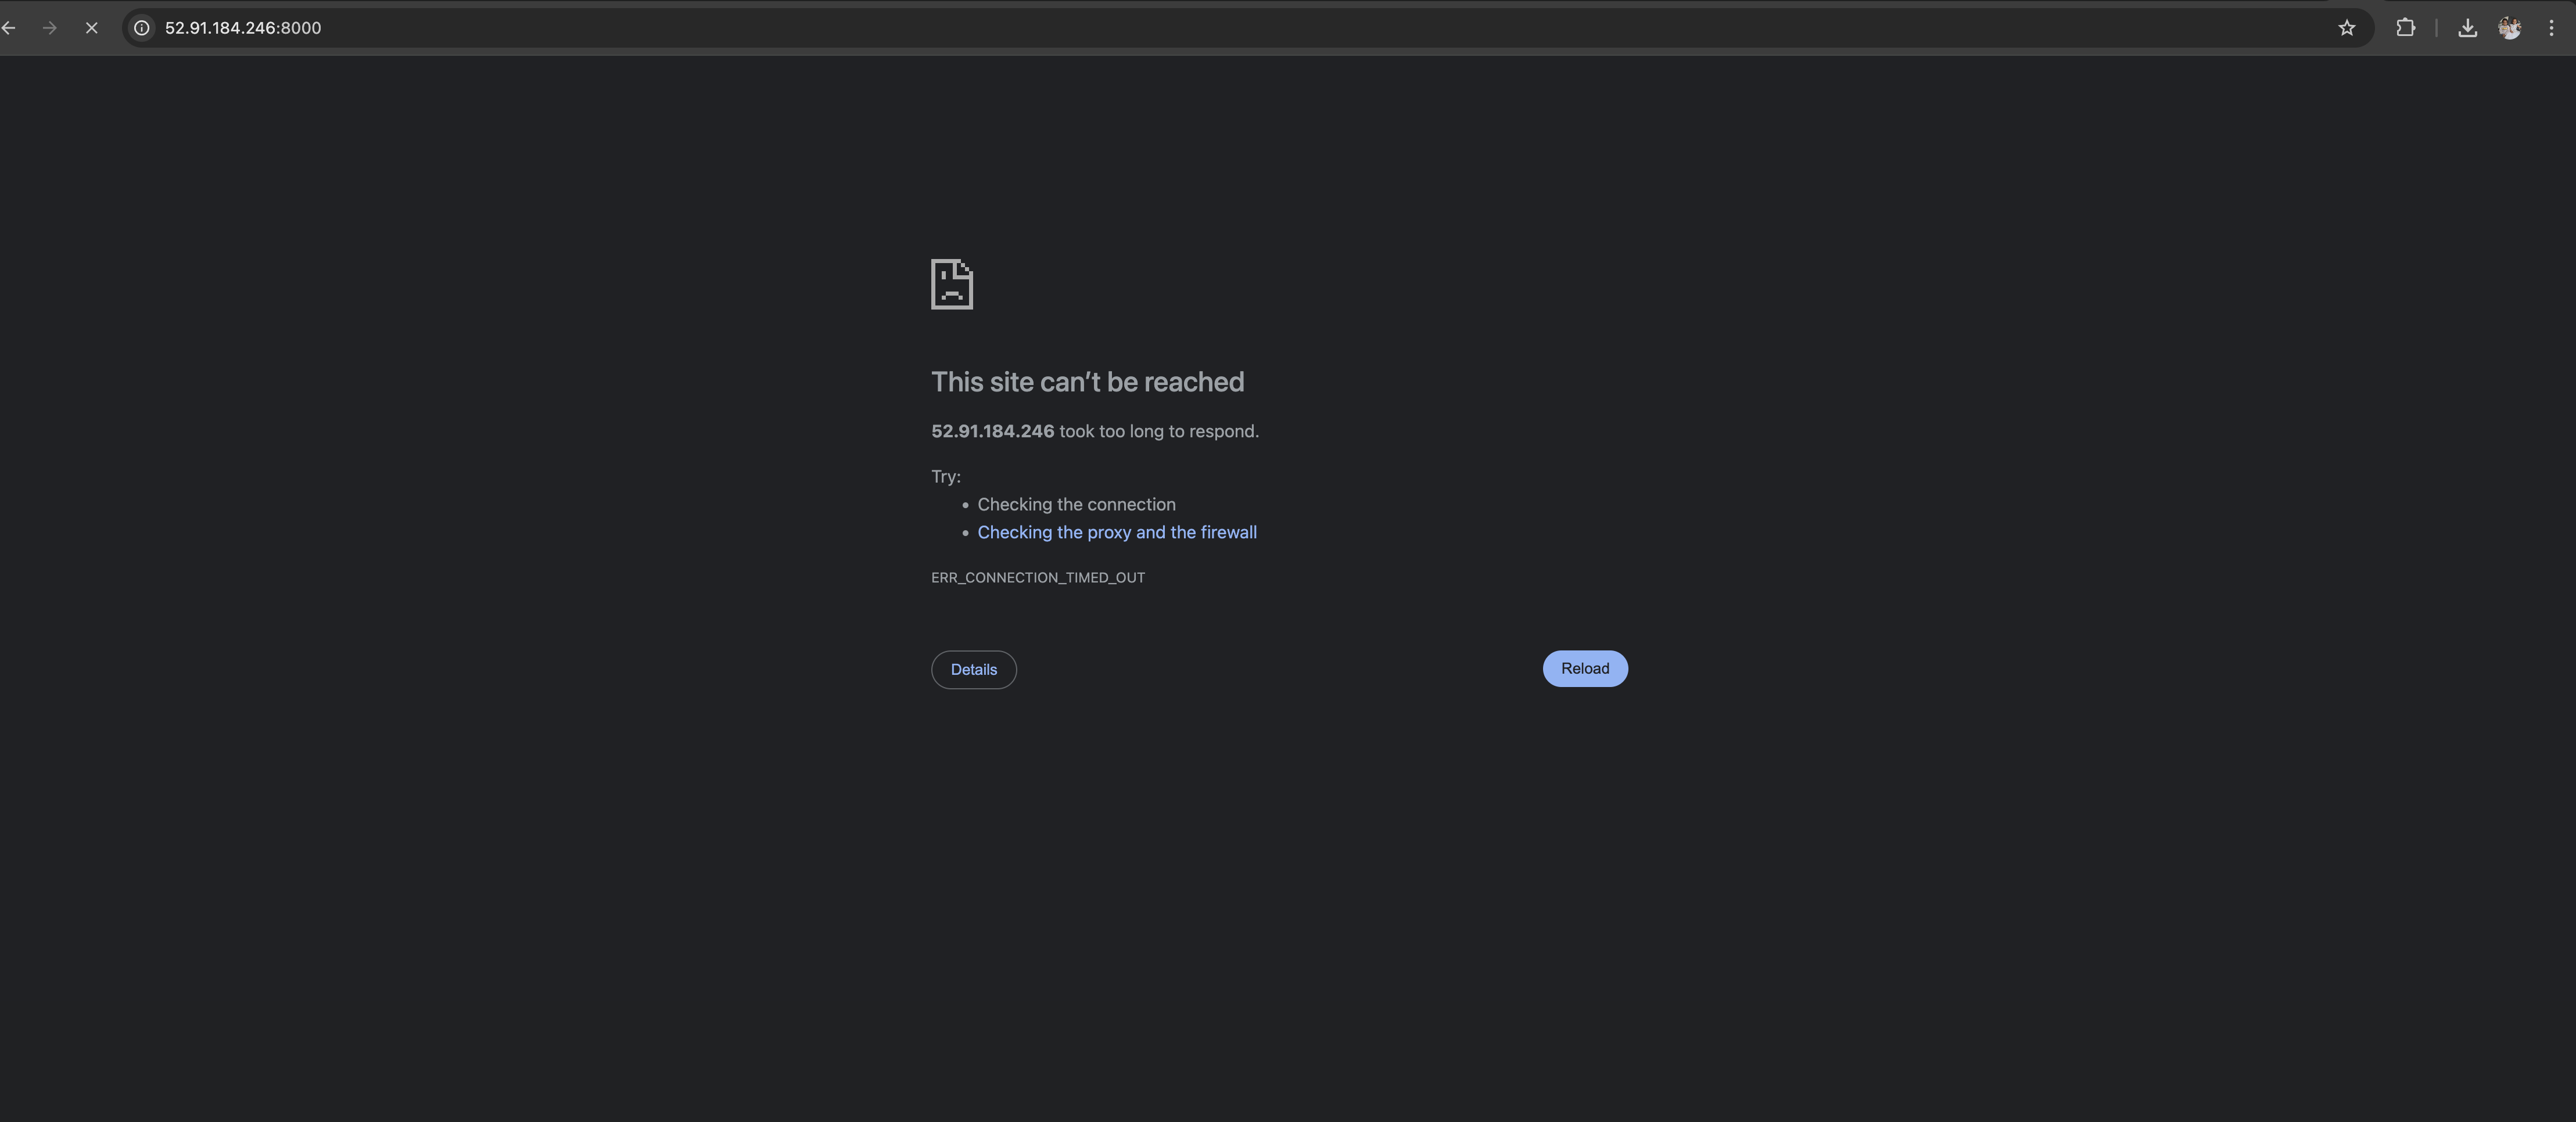 52.91.184.246:8000
This site can’t be reached
52.91.184.246 took too long to respond.
Try:
• Checking the connection
• Checking the proxy and the firewall
ERR_CONNECTION_TIMED_OUT
Details
Reload